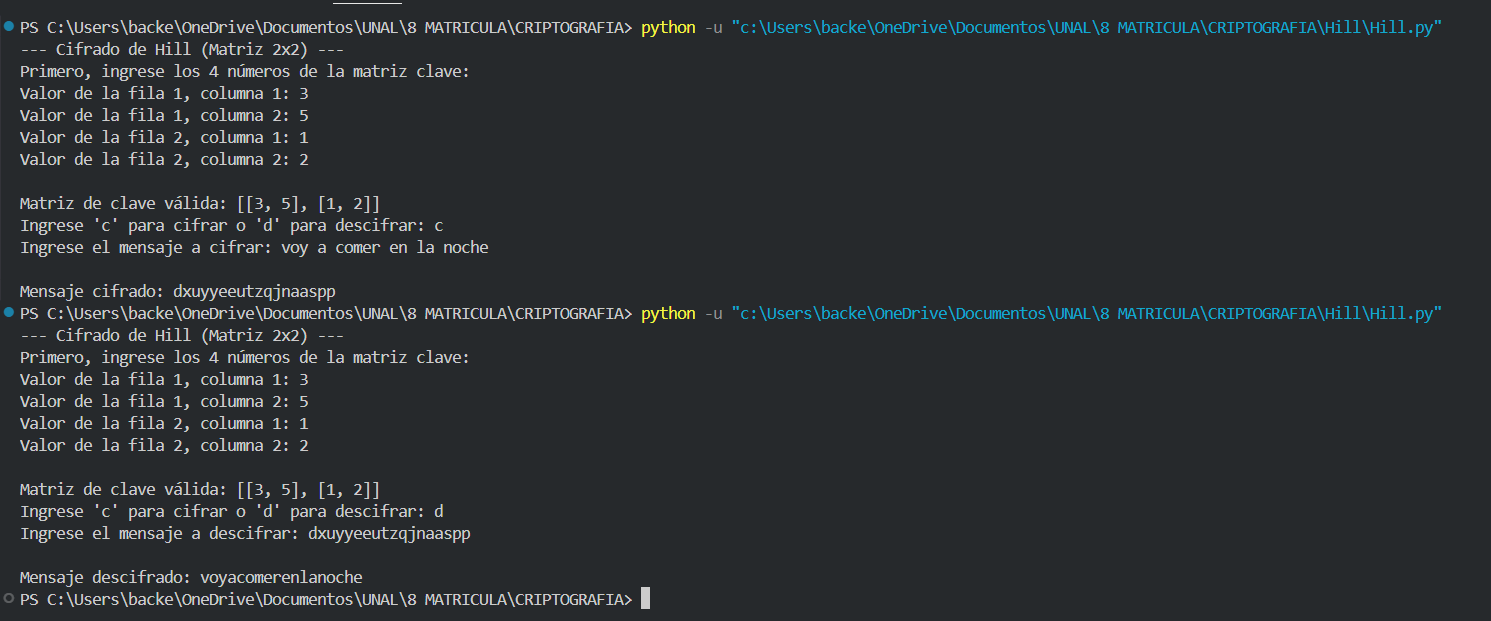 PS C:\Users\backe\OneDrive\Documentos\UNAL\8 MATRICULA\CRIPTOGRAFIA> python -u "c:\Users\backe\OneDrive\Documentos\UNAL\8 MATRICULA\CRIPTOGRAFIA\Hill\Hill.py"
--- Cifrado de Hill (Matriz 2x2) ---
Primero, ingrese los 4 números de la matriz clave:
Valor de la fila 1, columna 1: 3
Valor de la fila 1, columna 2: 5
Valor de la fila 2, columna 1: 1
Valor de la fila 2, columna 2: 2
Matriz de clave válida: [[3, 5], [1, 2]]
Ingrese 'c' para cifrar o 'd' para descifrar: c
Ingrese el mensaje a cifrar: voy a comer en la noche
Mensaje cifrado: dxuyyeeutzqjnaaspp
PS C:\Users\backe\OneDrive\Documentos\UNAL\8 MATRICULA\CRIPTOGRAFIA> python -u "c:\Users\backe\OneDrive\Documentos\UNAL\8 MATRICULA\CRIPTOGRAFIA\Hill\Hill.py"
--- Cifrado de Hill (Matriz 2x2) ---
Primero, ingrese los 4 números de la matriz clave:
Valor de la fila 1, columna 1: 3
Valor de la fila 1, columna 2: 5
Valor de la fila 2, columna 1: 1
Valor de la fila 2, columna 2: 2
Matriz de clave válida: [[3, 5], [1, 2]]
Ingrese 'c' para cifrar o 'd' para descifrar: d
Ingrese el mensaje a descifrar: dxuyyeeutzqjnaaspp
Mensaje descifrado: voyacomerenlanoche
PS C:\Users\backe\OneDrive\Documentos\UNAL\8 MATRICULA\CRIPTOGRAFIA>